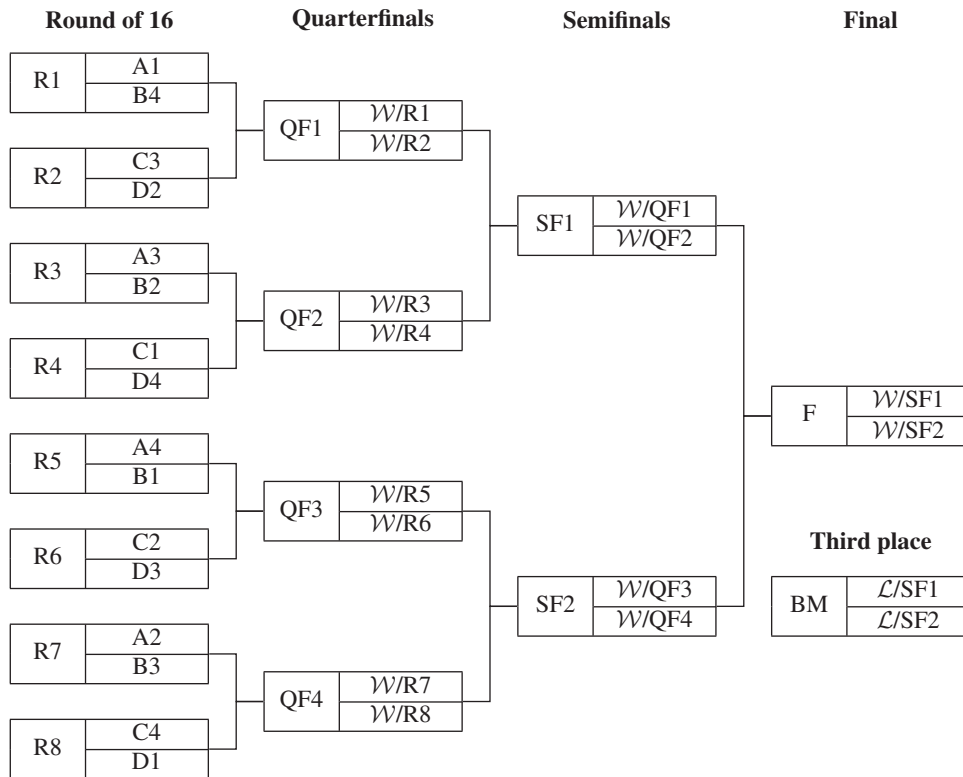 Round of 16 Quarterfinals Semifinals Final
R1
A1
B4
R2
C3
D2
R3
A3
B2
R4
C1
D4
R5
A4
B1
R6
C2
D3
R7
A2
B3
R8
C4
D1
QF1
𝒲/R1
𝒲/R2
QF2
𝒲/R3
𝒲/R4
QF3
𝒲/R5
𝒲/R6
QF4
𝒲/R7
𝒲/R8
SF1
𝒲/QF1
𝒲/QF2
SF2
𝒲/QF3
𝒲/QF4
F
𝒲/SF1
𝒲/SF2
Third place
BM
ℒ/SF1
ℒ/SF2